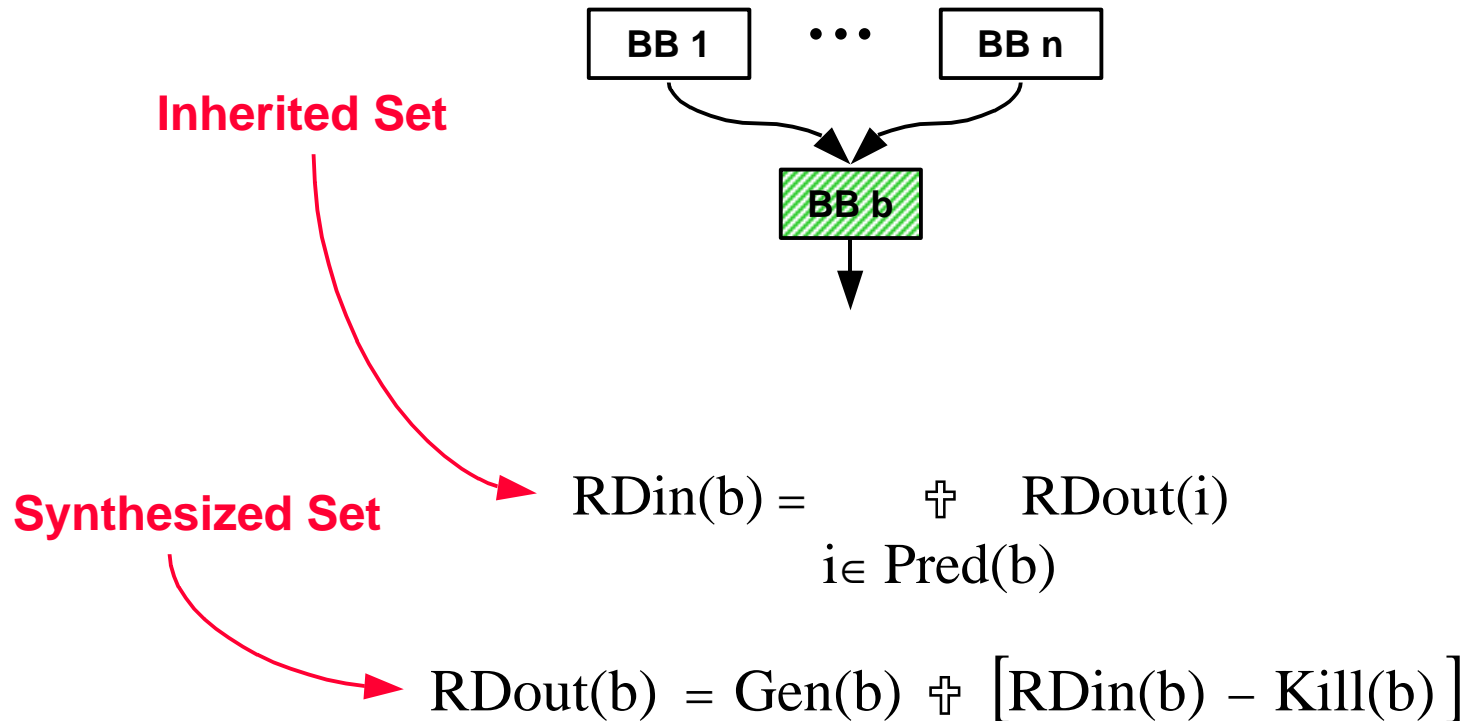 BB 1 ••• BB n
Inherited Set
BB b
RDin(b) = ✞ RDout(i)
i∈ Pred(b)
Synthesized Set
RDout(b) = Gen(b) ✞ [RDin(b) – Kill(b)]